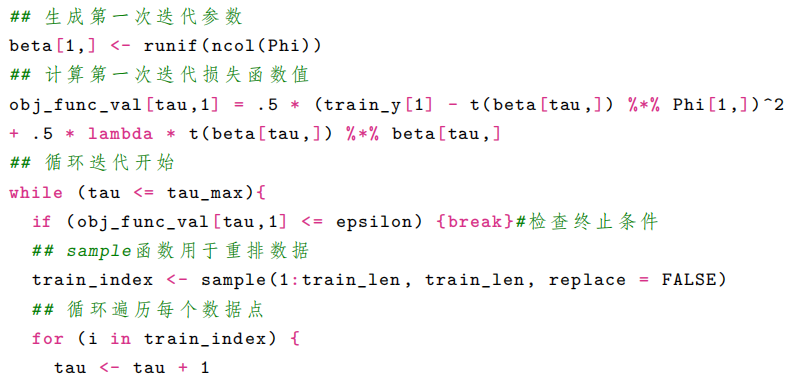 ## 生成第一次迭代参数
beta[1,] <- runif(ncol(Phi))
## 计算第一次迭代损失函数值
obj_func_val[tau,1] = .5 * (train_y[1] - t(beta[tau,]) %*% Phi[1,])^2
+ .5 * lambda * t(beta[tau,]) %*% beta[tau,]
## 循环迭代开始
while (tau <= tau_max){
  if (obj_func_val[tau,1] <= epsilon) {break}#检查终止条件
  ## sample函数用于重排数据
  train_index <- sample(1:train_len, train_len, replace = FALSE)
  ## 循环遍历每个数据点
  for (i in train_index) {
    tau <- tau + 1